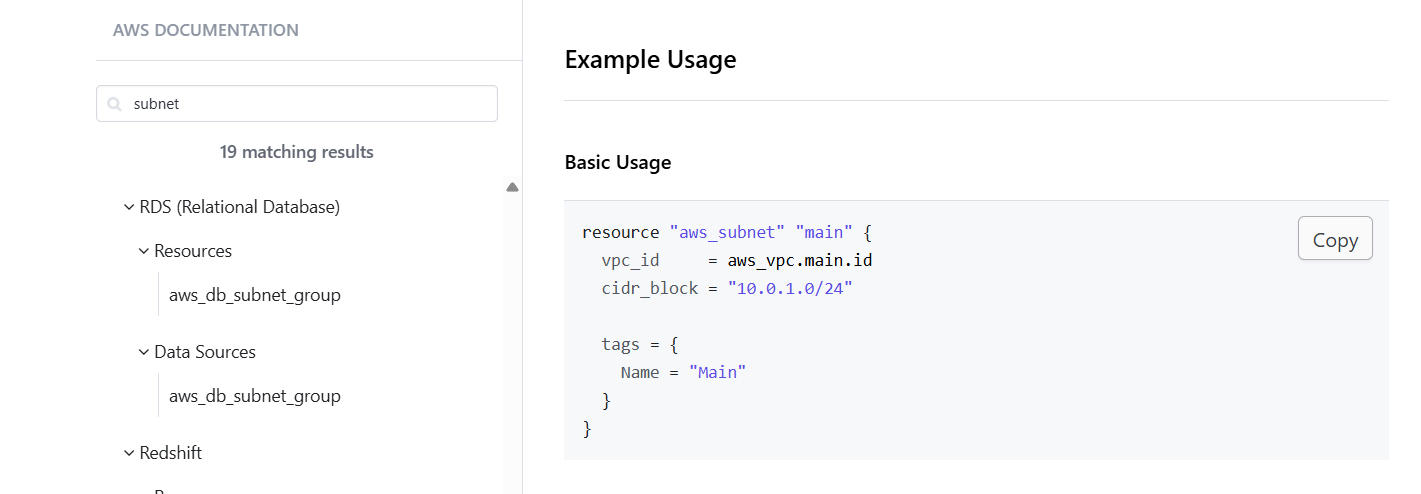 AWS DOCUMENTATION
subnet
19 matching results
RDS (Relational Database)
Resources
aws_db_subnet_group
Data Sources
aws_db_subnet_group
Redshift
Example Usage
Basic Usage
Copy
resource "aws_subnet" "main" {
  vpc_id     = aws_vpc.main.id
  cidr_block = "10.0.1.0/24"

  tags = {
    Name = "Main"
  }
}